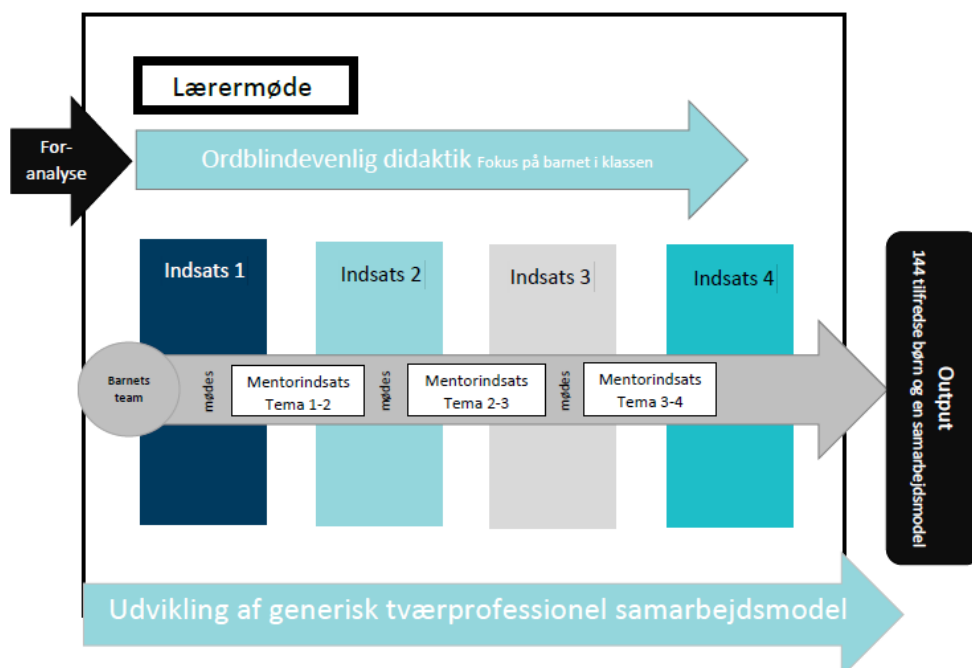 Lærermøde
For-
analyse
Ordblindevenlig didaktik Fokus på barnet i klassen
Indsats 1
Indsats 2
Indsats 3
Indsats 4
Barnets
team
mødes
Mentorindsats
Tema 1-2
mødes
Mentorindsats
Tema 2-3
mødes
Mentorindsats
Tema 3-4
Output
144 tilfredse børn og en samarbejdsmodel
Udvikling af generisk tværprofessionel samarbejdsmodel